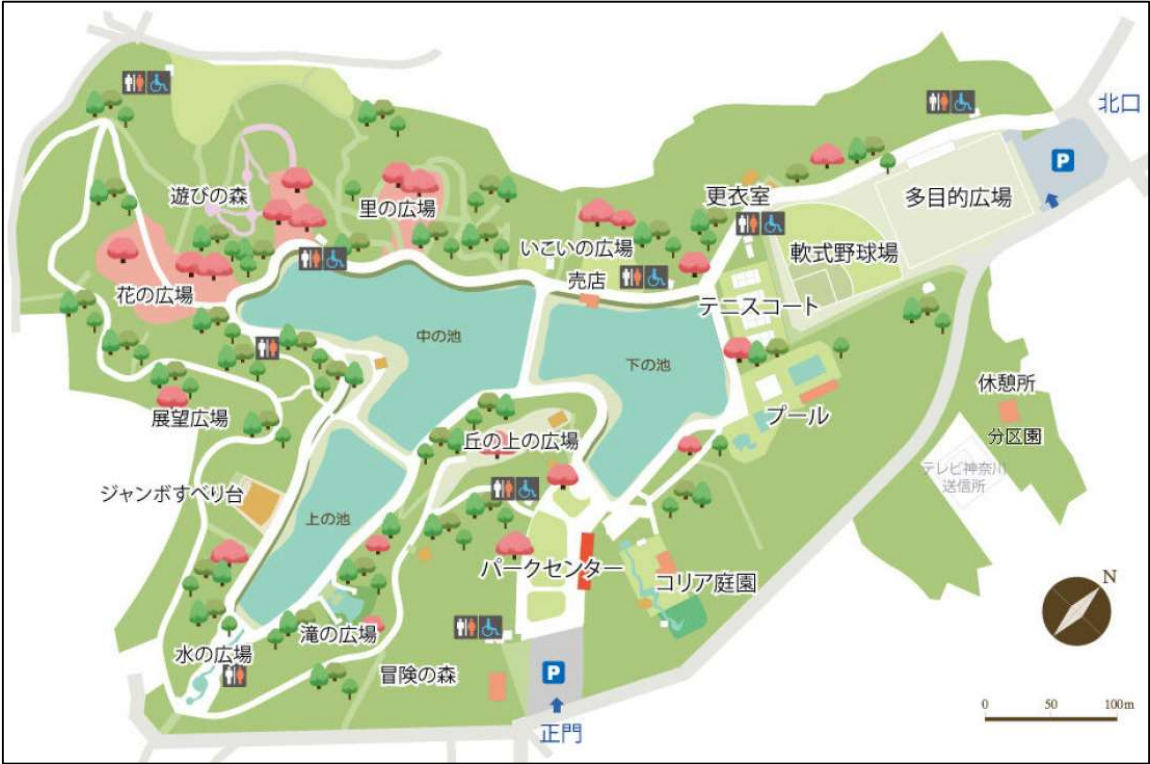 北口
P
更衣室
多目的広場
遊びの森
里の広場
いこいの広場
軟式野球場
売店
花の広場
テニスコート
中の池
下の池
休憩所
展望広場
プール
丘の上の広場
分区園
テレビ神奈川
送信所
ジャンボすべり台
上の池
パークセンター
コリア庭園
N
滝の広場
水の広場
冒険の森
P
0 50 100m
正門